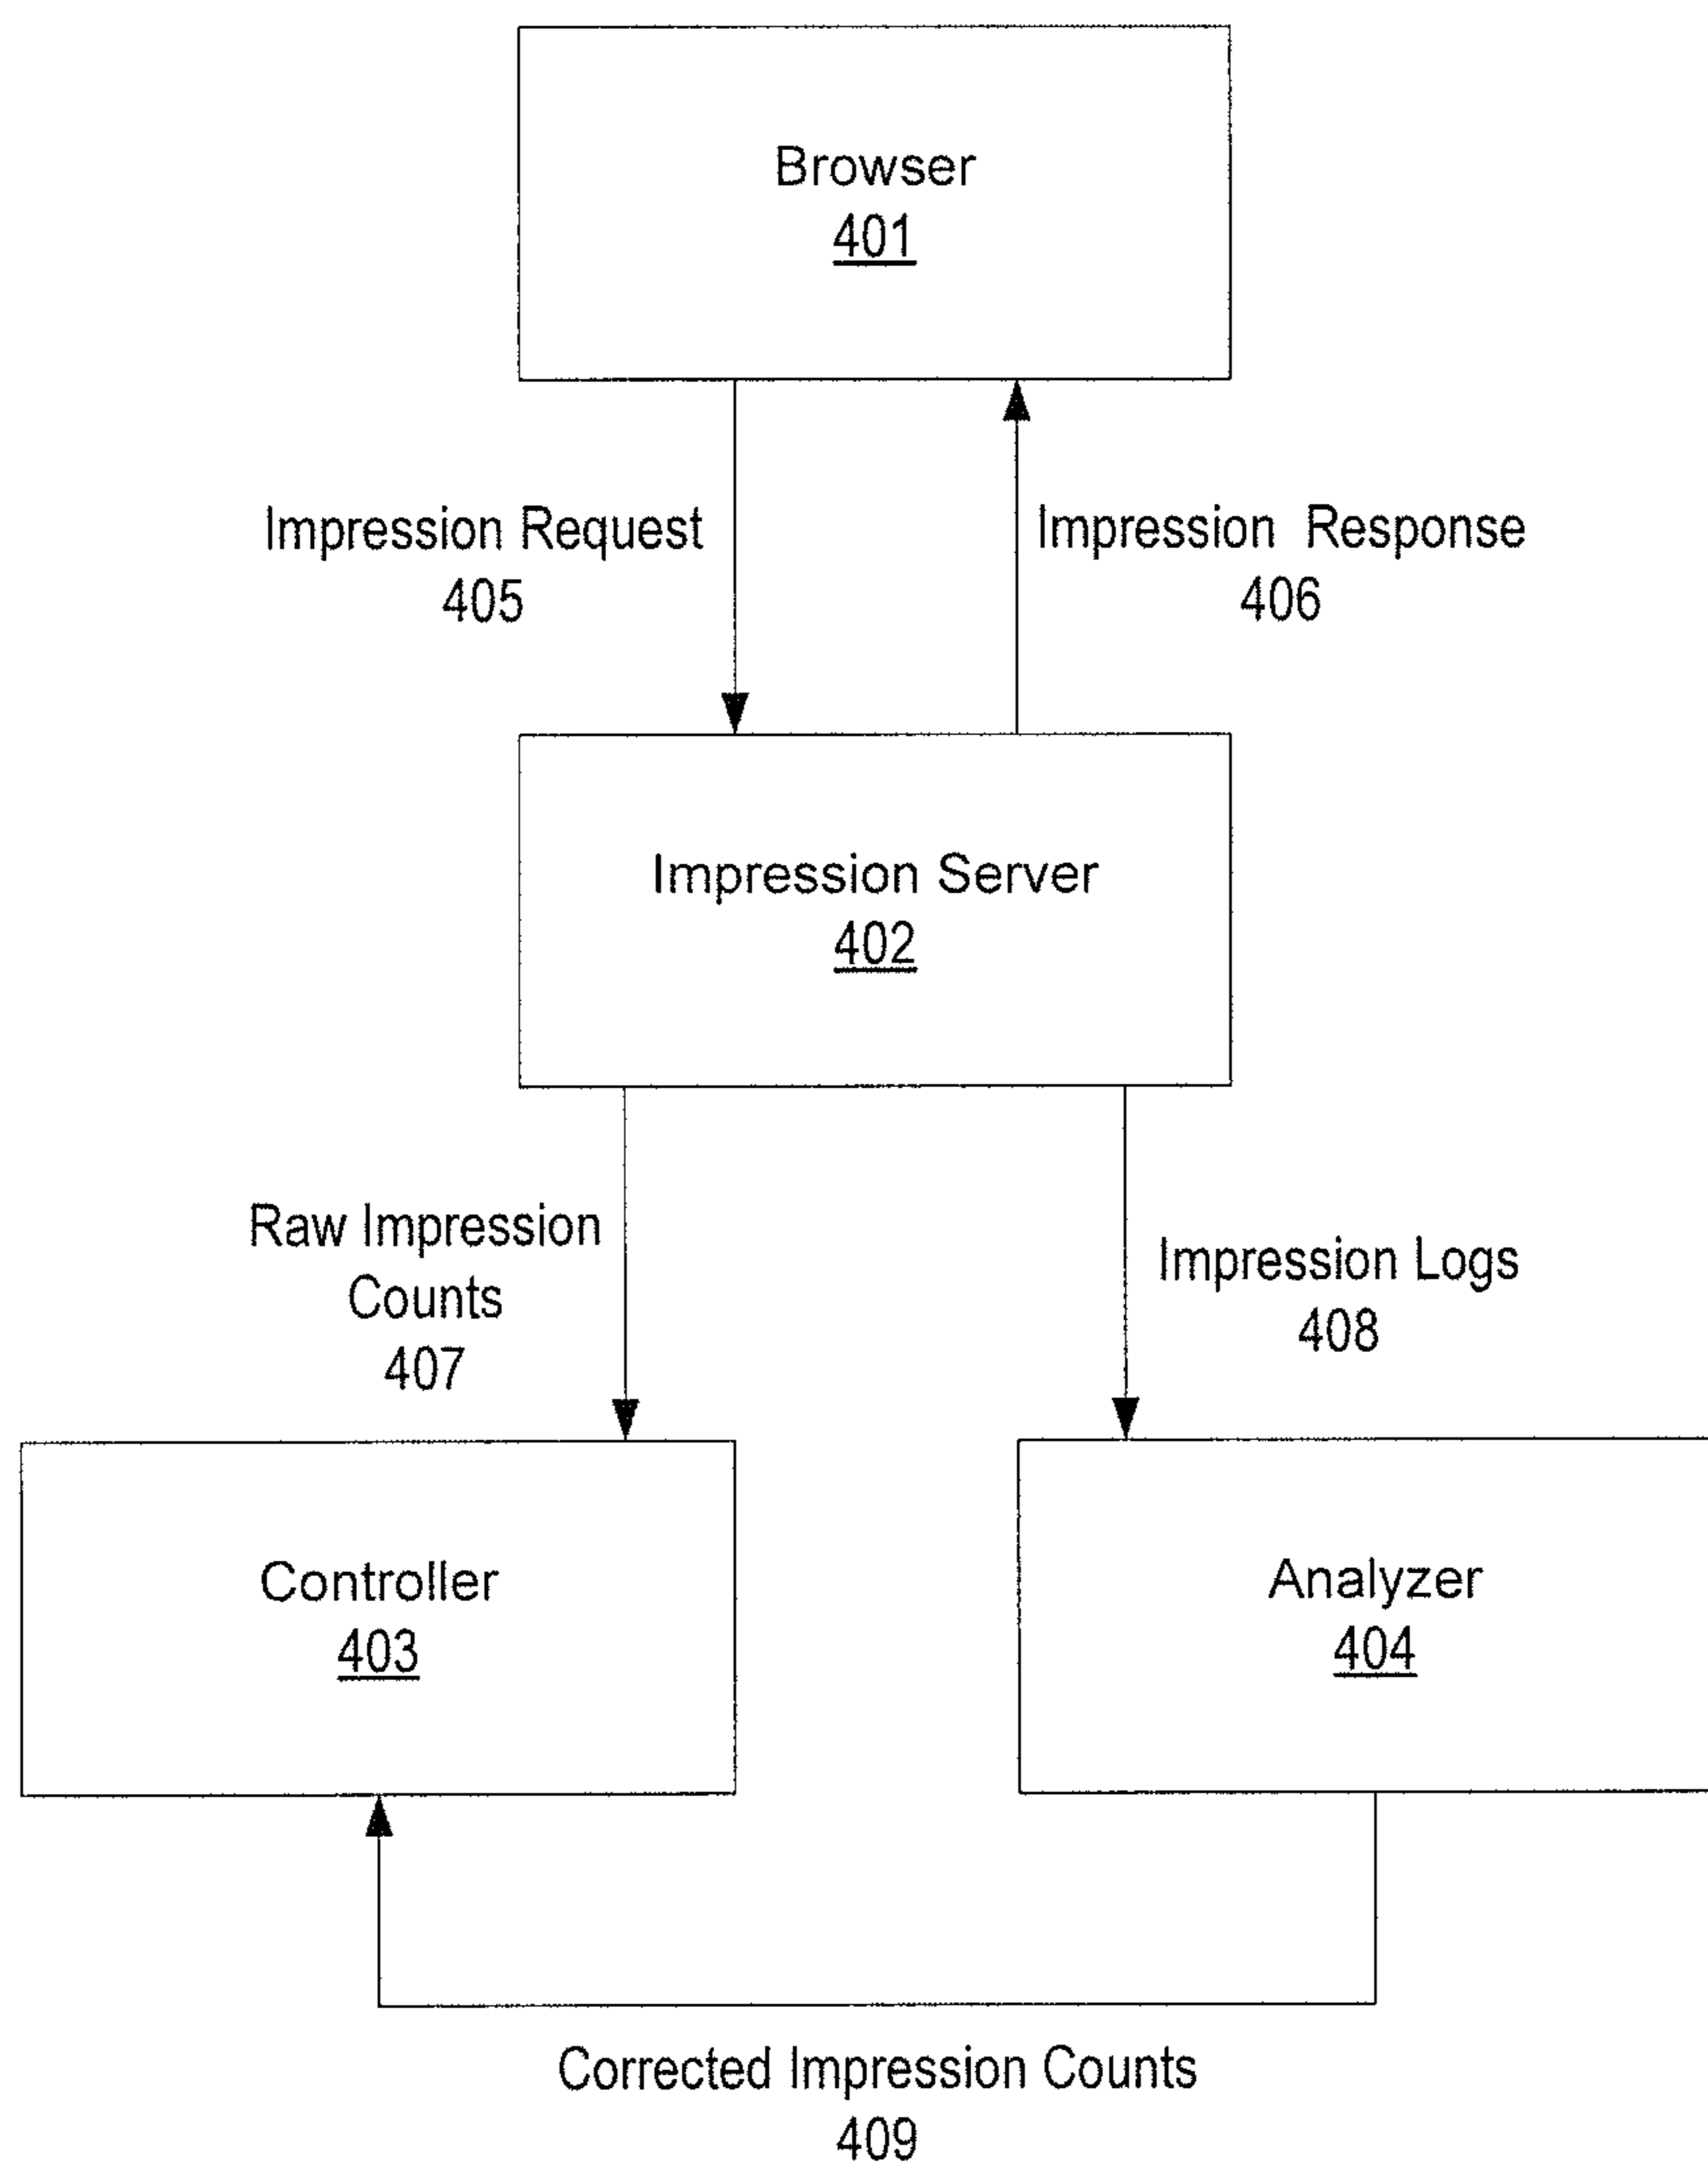 Browser
401
Impression Request
405
Impression Response
406
Impression Server
402
Raw Impression
Counts
407
Impression Logs
408
Controller
403
Analyzer
404
Corrected Impression Counts
409